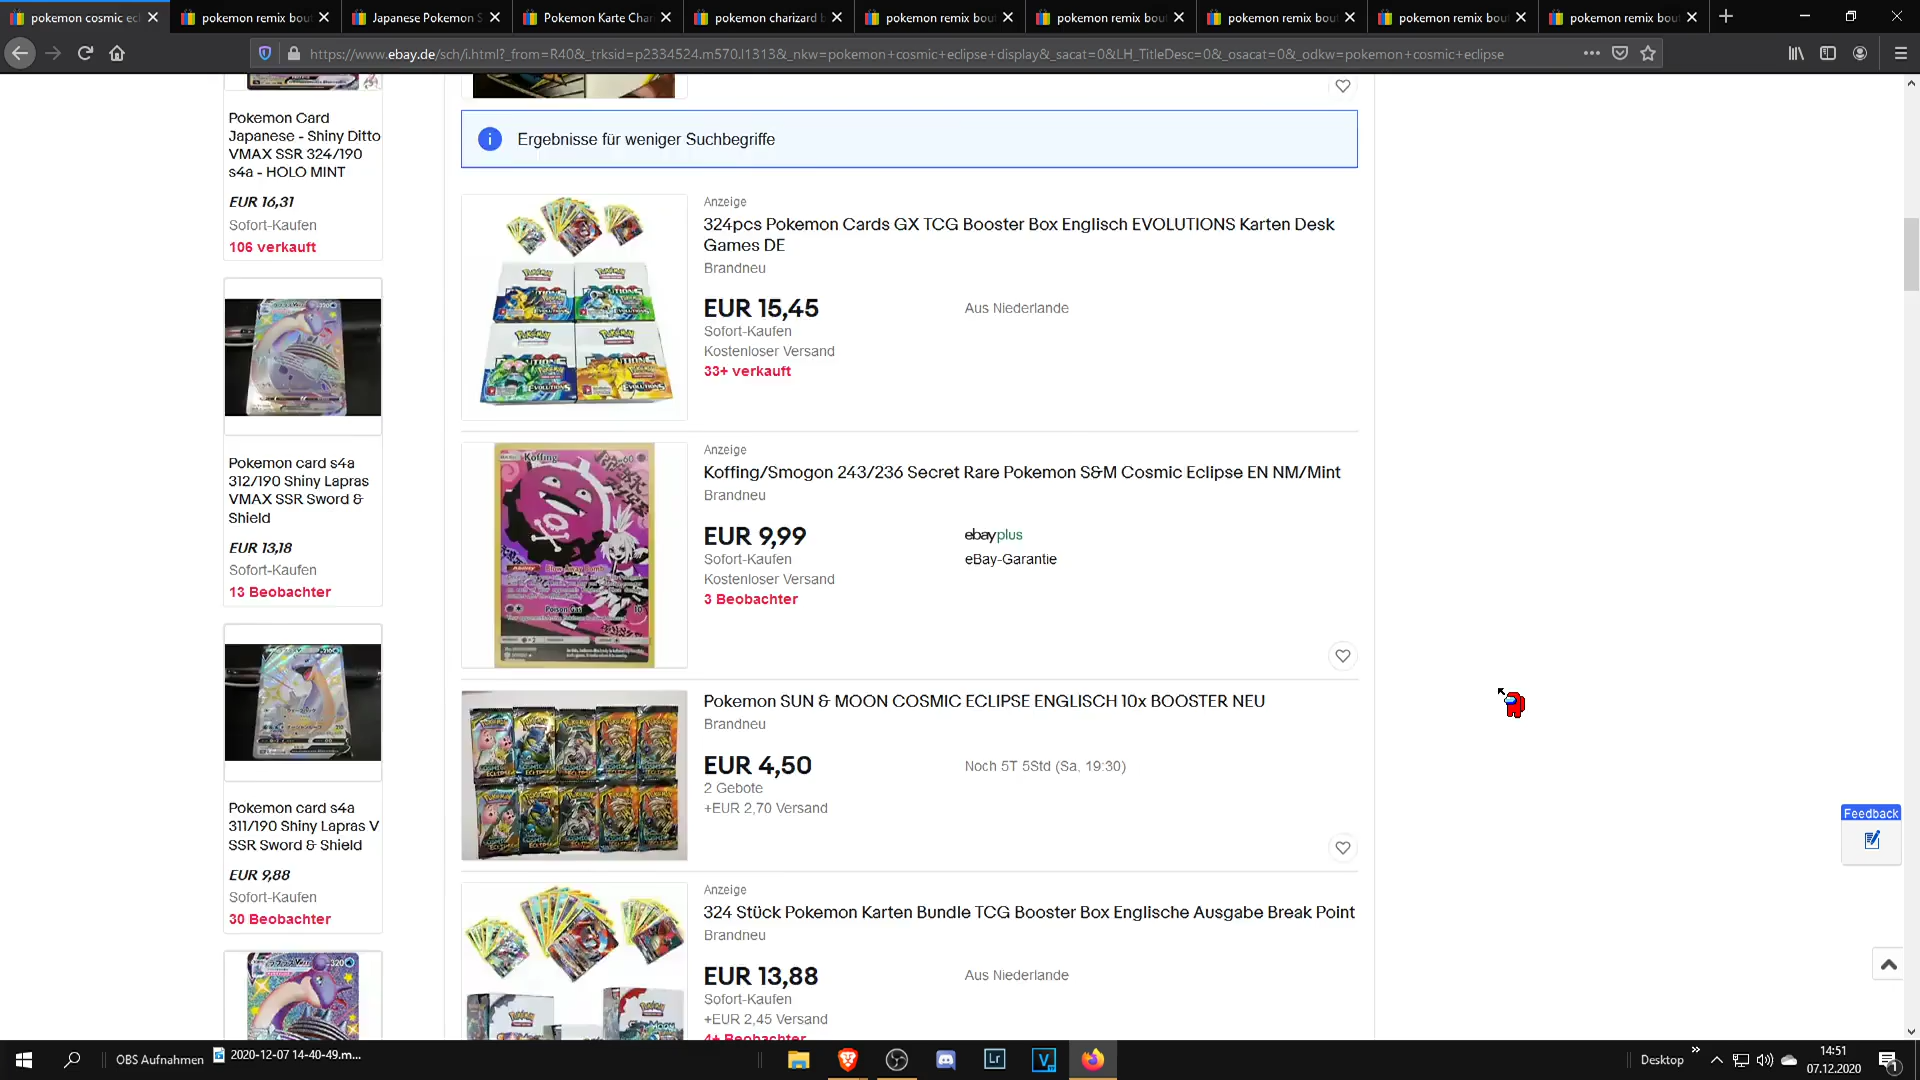 pokemon cosmic ec
pokemon remix bou
Japanese Pokemon S
Pokemon Karte Char
pokemon charizard b
pokemon remix bou
pokemon remix bou
pokemon remix bou
pokemon remix bou
pokemon remix bou
https://www.ebay.de/sch/i.html?_from=R40&_trksid=p2334524.m570.l1313&_nkw=pokemon+cosmic+eclipse+display&_sacat=0&LH_TitleDesc=0&_osacat=0&_odkw=pokemon+cosmic+eclipse
Pokemon Card
Japanese - Shiny Ditto
VMAX SSR 324/190
s4a - HOLO MINT
EUR 16,31
Sofort-Kaufen
106 verkauft
Pokemon card s4a
312/190 Shiny Lapras
VMAX SSR Sword &
Shield
EUR 13,18
Sofort-Kaufen
13 Beobachter
Pokemon card s4a
311/190 Shiny Lapras V
SSR Sword & Shield
EUR 9,88
Sofort-Kaufen
30 Beobachter
320
Ergebnisse für weniger Suchbegriffe
Anzeige
324pcs Pokemon Cards GX TCG Booster Box Englisch EVOLUTIONS Karten Desk
Games DE
Brandneu
EUR 15,45
Aus Niederlande
Sofort-Kaufen
Kostenloser Versand
33+ verkauft
Anzeige
Koffing/Smogon 243/236 Secret Rare Pokemon S&M Cosmic Eclipse EN NM/Mint
Brandneu
EUR 9,99
ebayplus
Sofort-Kaufen
eBay-Garantie
Kostenloser Versand
3 Beobachter
Koffing
60
Poison Gas
10
Pokemon SUN & MOON COSMIC ECLIPSE ENGLISCH 10x BOOSTER NEU
Brandneu
EUR 4,50
Noch 5T 5Std (Sa, 19:30)
2 Gebote
+EUR 2,70 Versand
Anzeige
324 Stück Pokemon Karten Bundle TCG Booster Box Englische Ausgabe Break Point
Brandneu
EUR 13,88
Aus Niederlande
Sofort-Kaufen
+EUR 2,45 Versand
4+ Beobachter
Feedback
OBS Aufnahmen
2020-12-07 14-40-49.m...
Lr
V
Desktop
14:51
07.12.2020
1